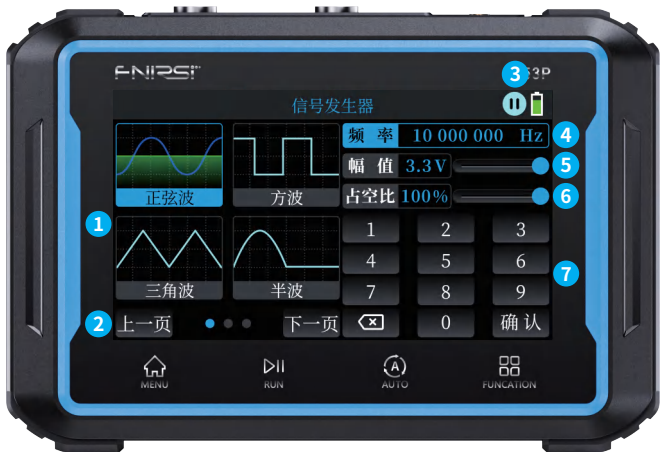 FNIRSI
3
53P
信号发生器
频 率 10 000 000 Hz 4
幅 值 3.3V 5
占空比 100% 6
正弦波 方波
1
1 2 3
4 5 6
7
三角波 半波
7 8 9
2 上一页 下一页
0 确 认
MENU RUN AUTO FUNCATION